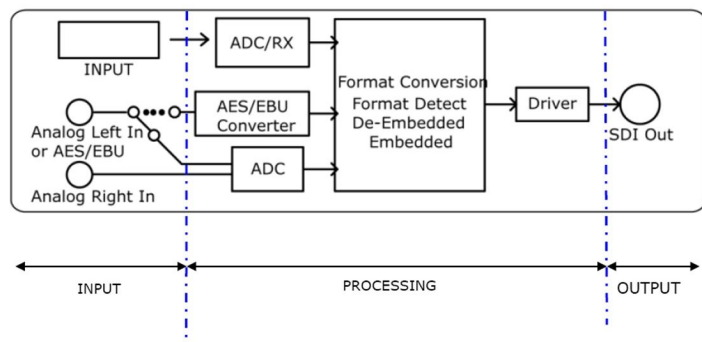 ADC/RX
INPUT
Format Conversion
Format Detect
De-Embedded
Embedded
AES/EBU
Converter
Driver
Analog Left In
or AES/EBU
SDI Out
ADC
Analog Right In
INPUT
PROCESSING
OUTPUT